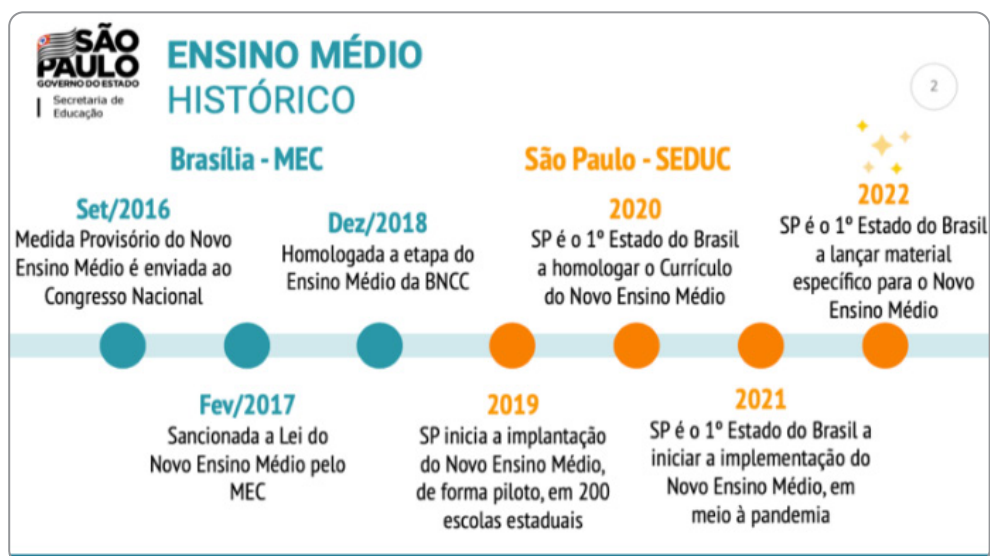 SÃO
PAULO
GOVERNO DO ESTADO
Secretaria de
Educação
ENSINO MÉDIO
HISTÓRICO
2
Brasília - MEC
São Paulo - SEDUC
Set/2016
Medida Provisório do Novo
Ensino Médio é enviada ao
Congresso Nacional
Dez/2018
Homologada a etapa do
Ensino Médio da BNCC
2020
SP é o 1º Estado do Brasil
a homologar o Currículo
do Novo Ensino Médio
2022
SP é o 1º Estado do Brasil
a lançar material
específico para o Novo
Ensino Médio
Fev/2017
Sancionada a Lei do
Novo Ensino Médio pelo
MEC
2019
SP inicia a implantação
do Novo Ensino Médio,
de forma piloto, em 200
escolas estaduais
2021
SP é o 1º Estado do Brasil a
iniciar a implementação do
Novo Ensino Médio, em
meio à pandemia